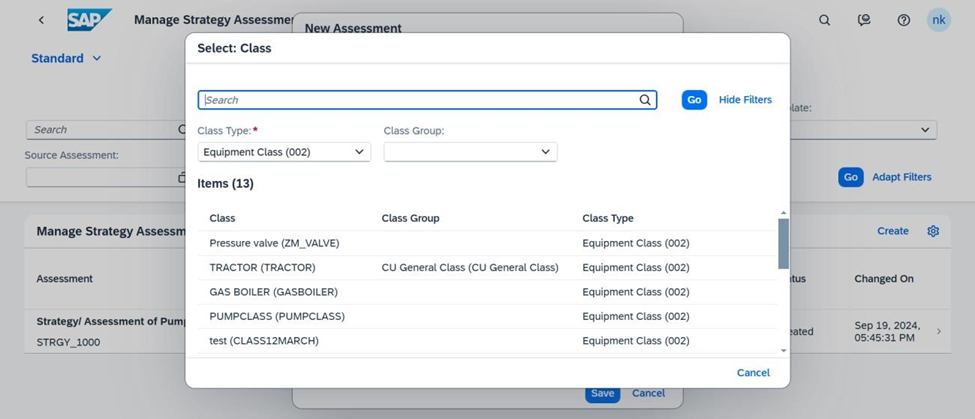 SAP
Manage Strategy Assessme
nk
New Assessment
Standard
Select: Class
Search
Go
Hide Filters
Class Type:*
Class Group:
Equipment Class (002)
Items (13)
Class Class Group Class Type
Pressure valve (ZM_VALVE) Equipment Class (002)
TRACTOR (TRACTOR) CU General Class (CU General Class) Equipment Class (002)
GAS BOILER (GASBOILER) Equipment Class (002)
PUMPCLASS (PUMPCLASS) Equipment Class (002)
test (CLASS12MARCH) Equipment Class (002)
Cancel
Search
plate:
Source Assessment:
Go
Adapt Filters
Manage Strategy Assessm
Create
Assessment
tus
Changed On
Strategy/ Assessment of Pump
STRGY_1000
eated
Sep 19, 2024,
05:45:31 PM
Save
Cancel